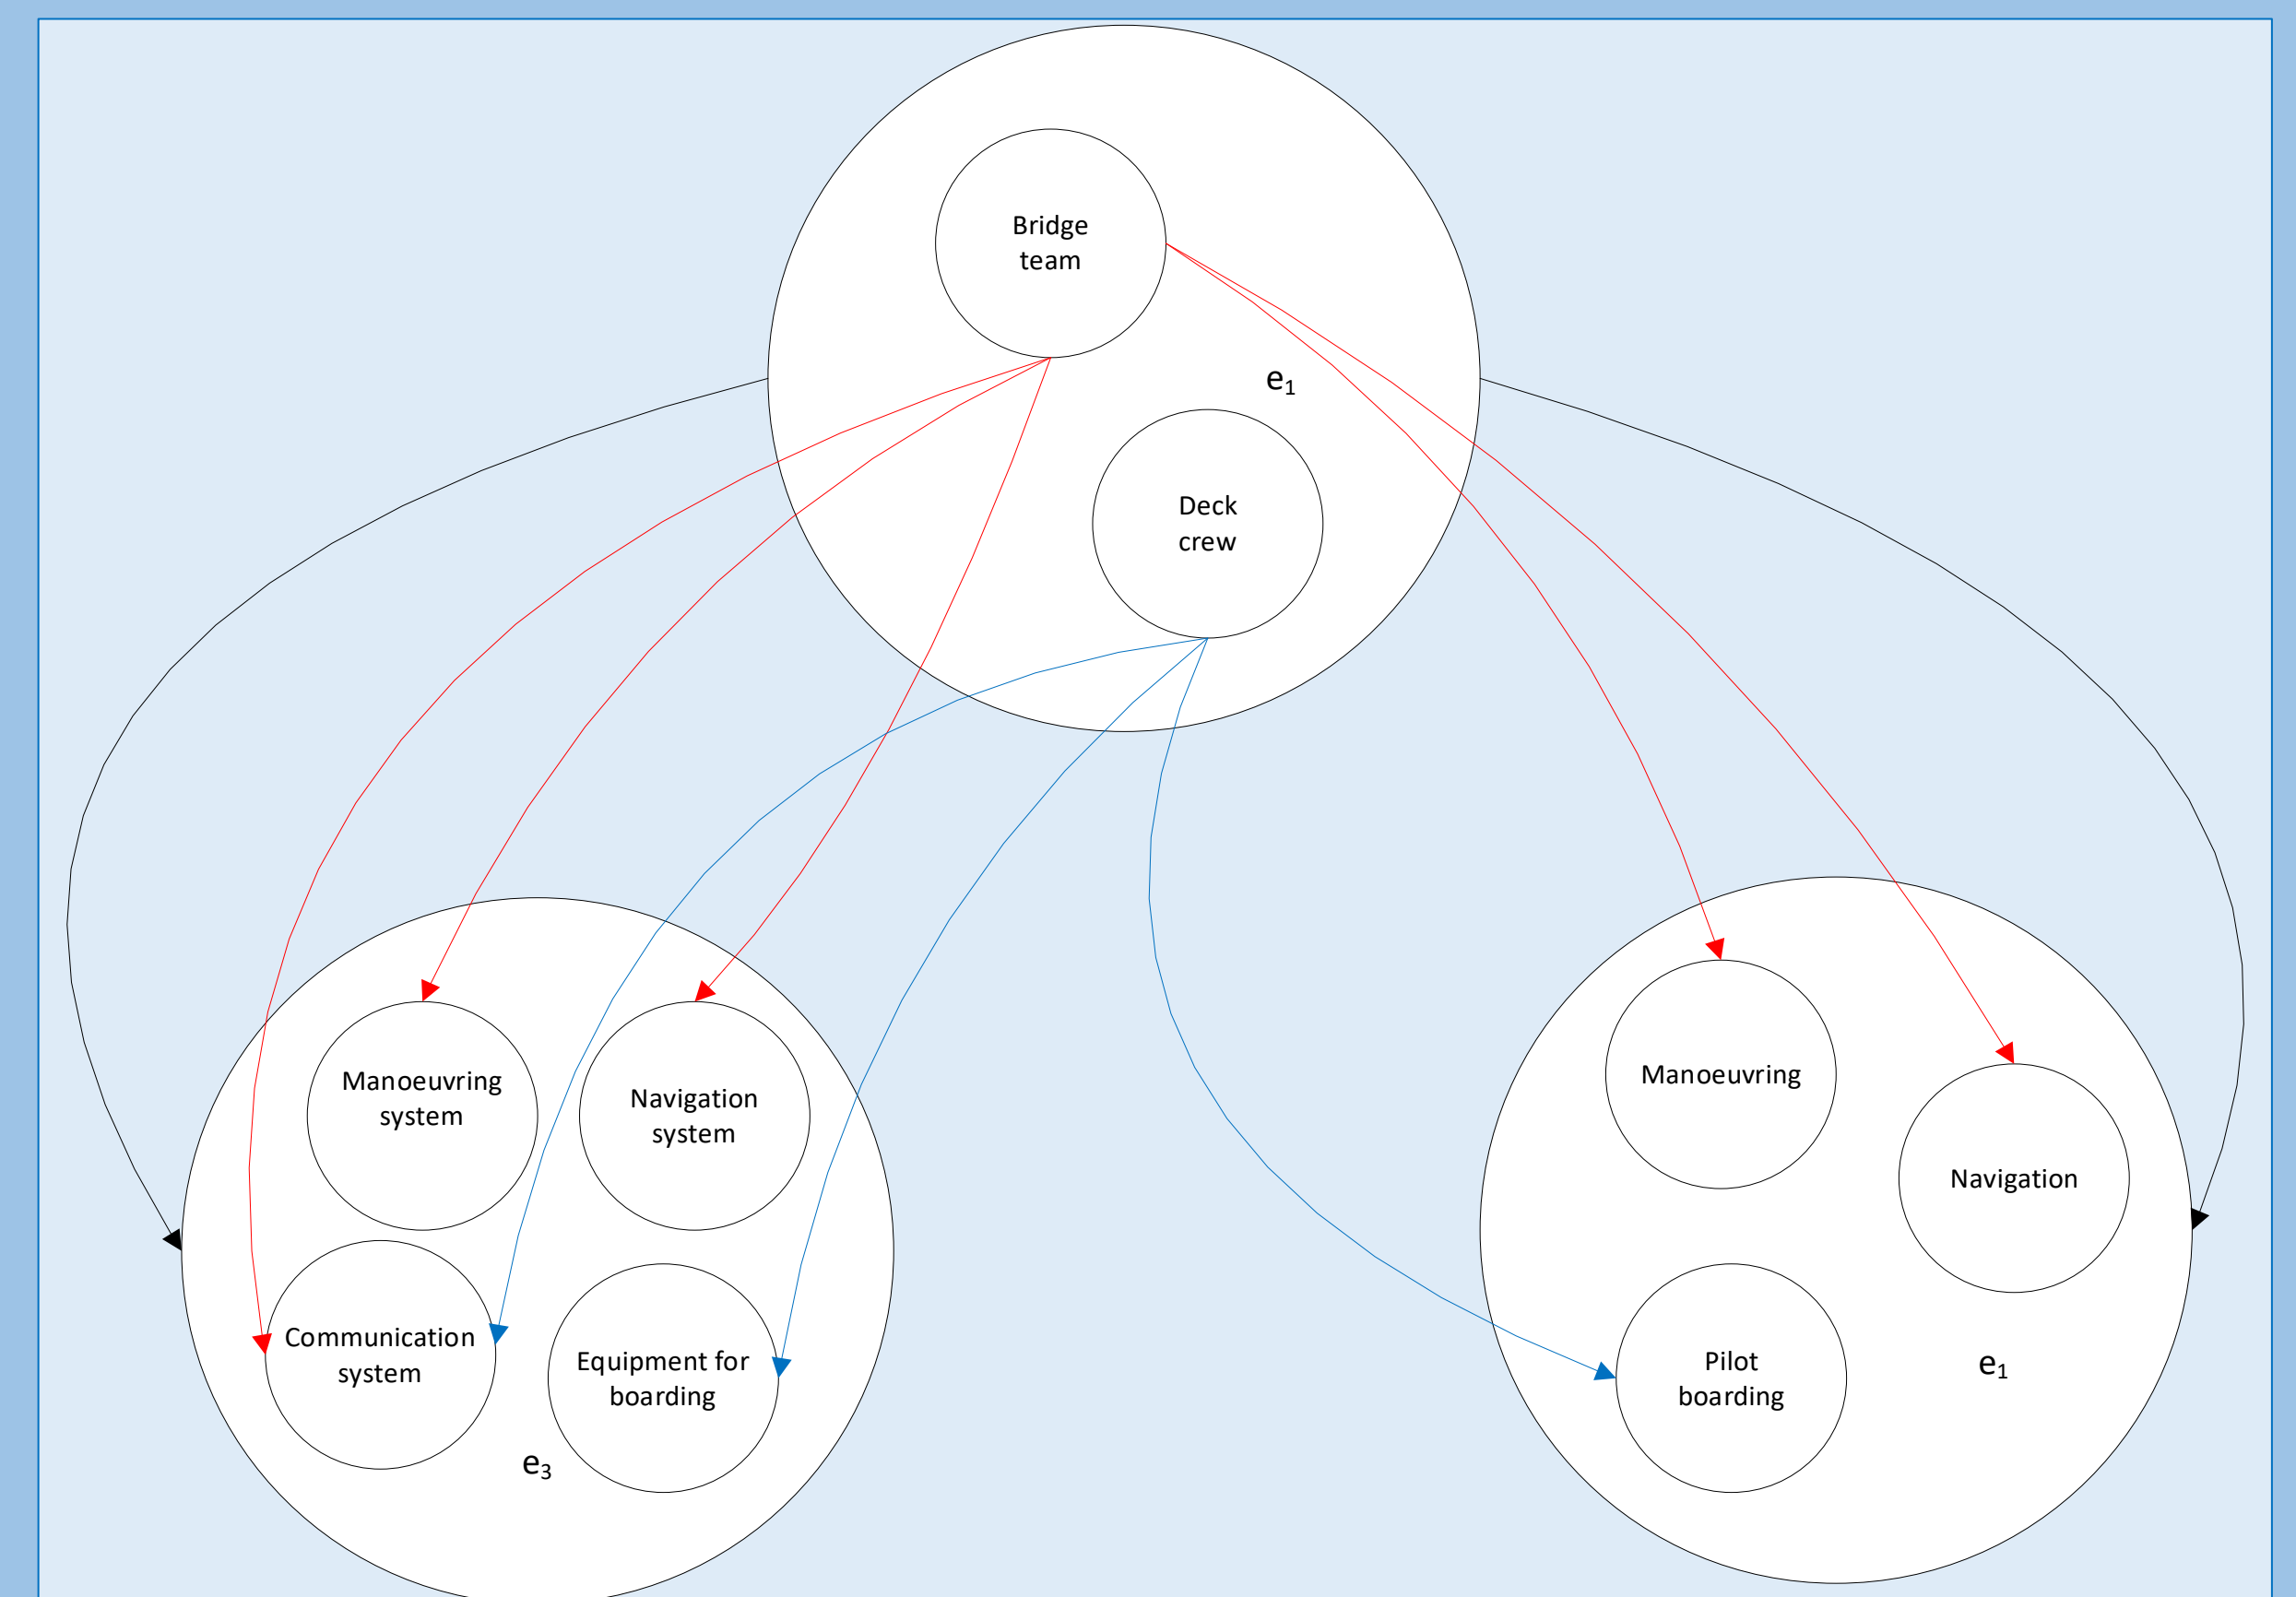 Bridge
team
e₁
Deck
crew
Manoeuvring
system
Navigation
system
Communication
system
Equipment for
boarding
e₃
Manoeuvring
Navigation
Pilot
boarding
e₁